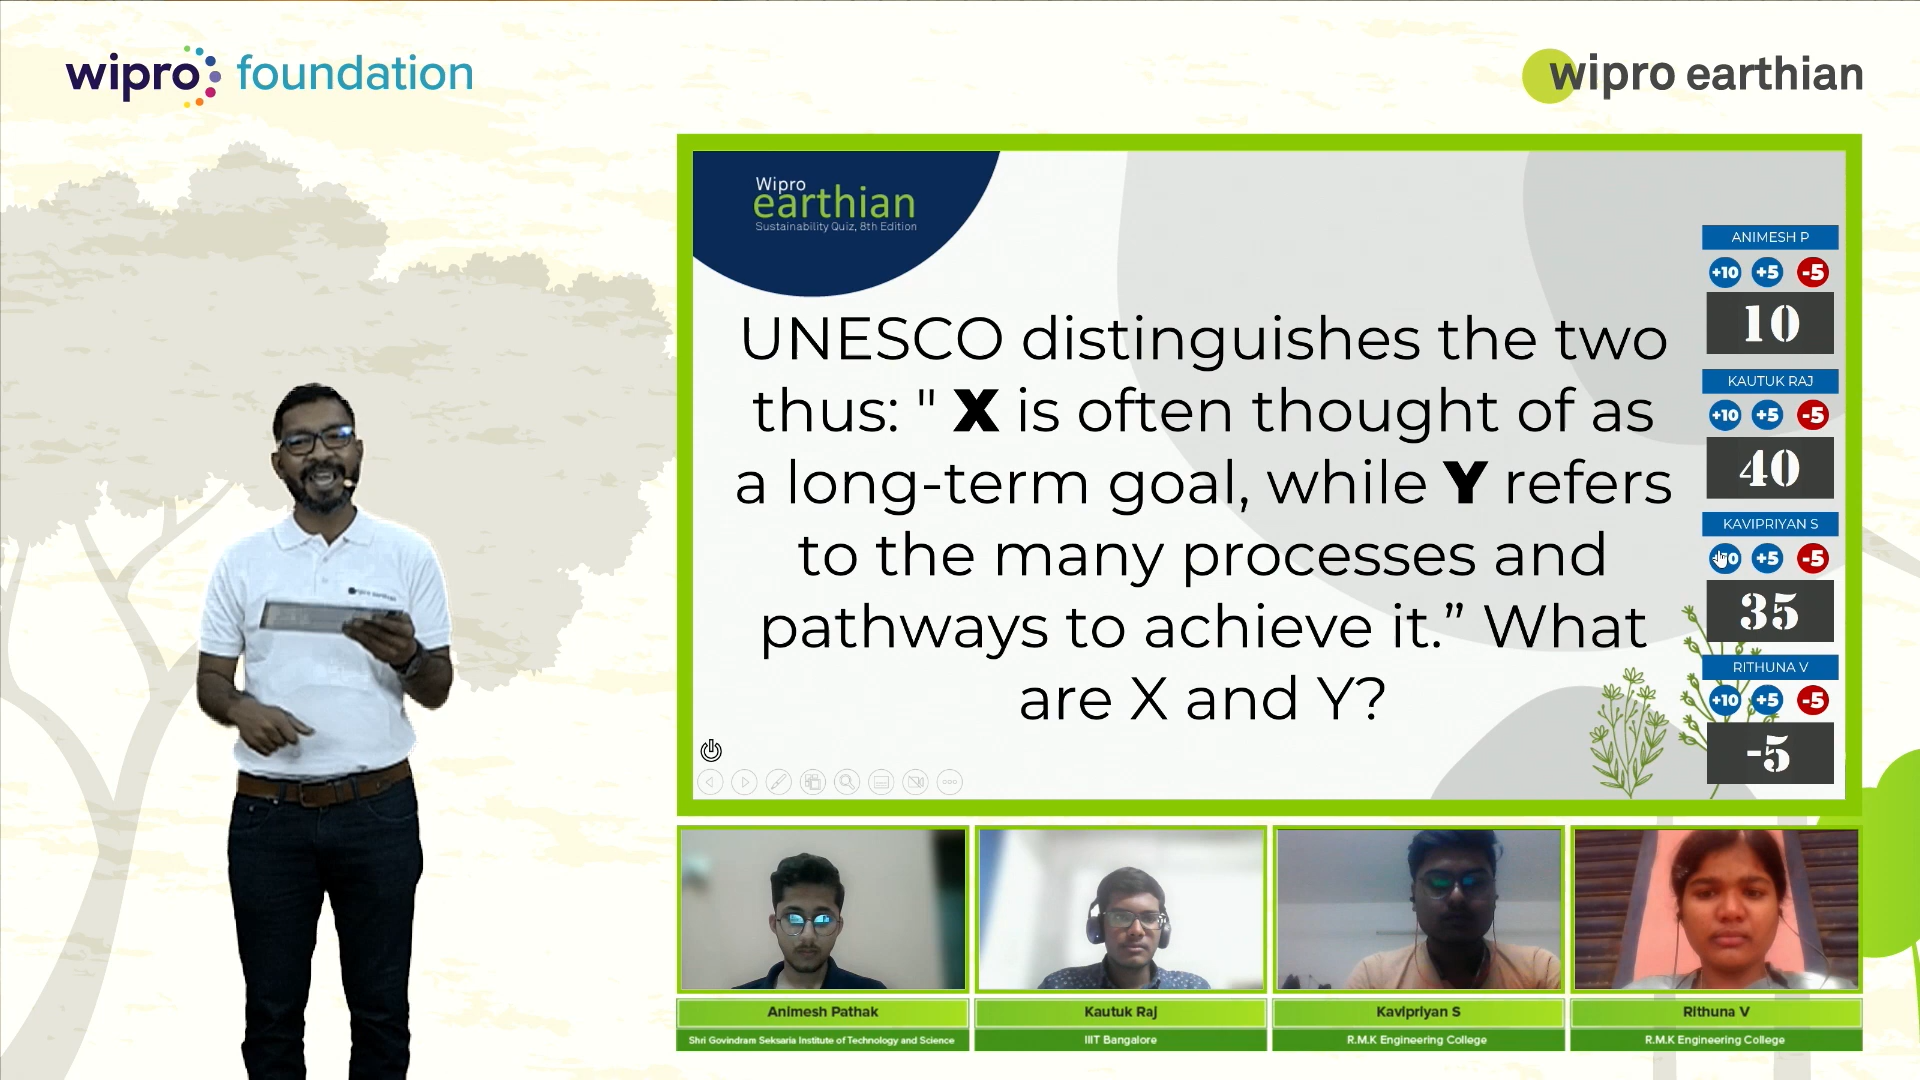 wipro foundation
wipro earthian
Wipro
earthian
Sustainability Quiz, 8th Edition
UNESCO distinguishes the two
thus: " X is often thought of as
a long-term goal, while Y refers
to the many processes and
pathways to achieve it.” What
are X and Y?
ANIMESH P
+10 +5 -5
10
KAUTUK RAJ
+10 +5 -5
40
KAVIPRIYAN S
+5 -5
35
RITHUNA V
+10 +5 -5
-5
wipro earthian
Animesh Pathak
Shri Govindram Seksaria Institute of Technology and Science
Kautuk Raj
IIIT Bangalore
Kavipriyan S
R.M.K Engineering College
Rithuna V
R.M.K Engineering College